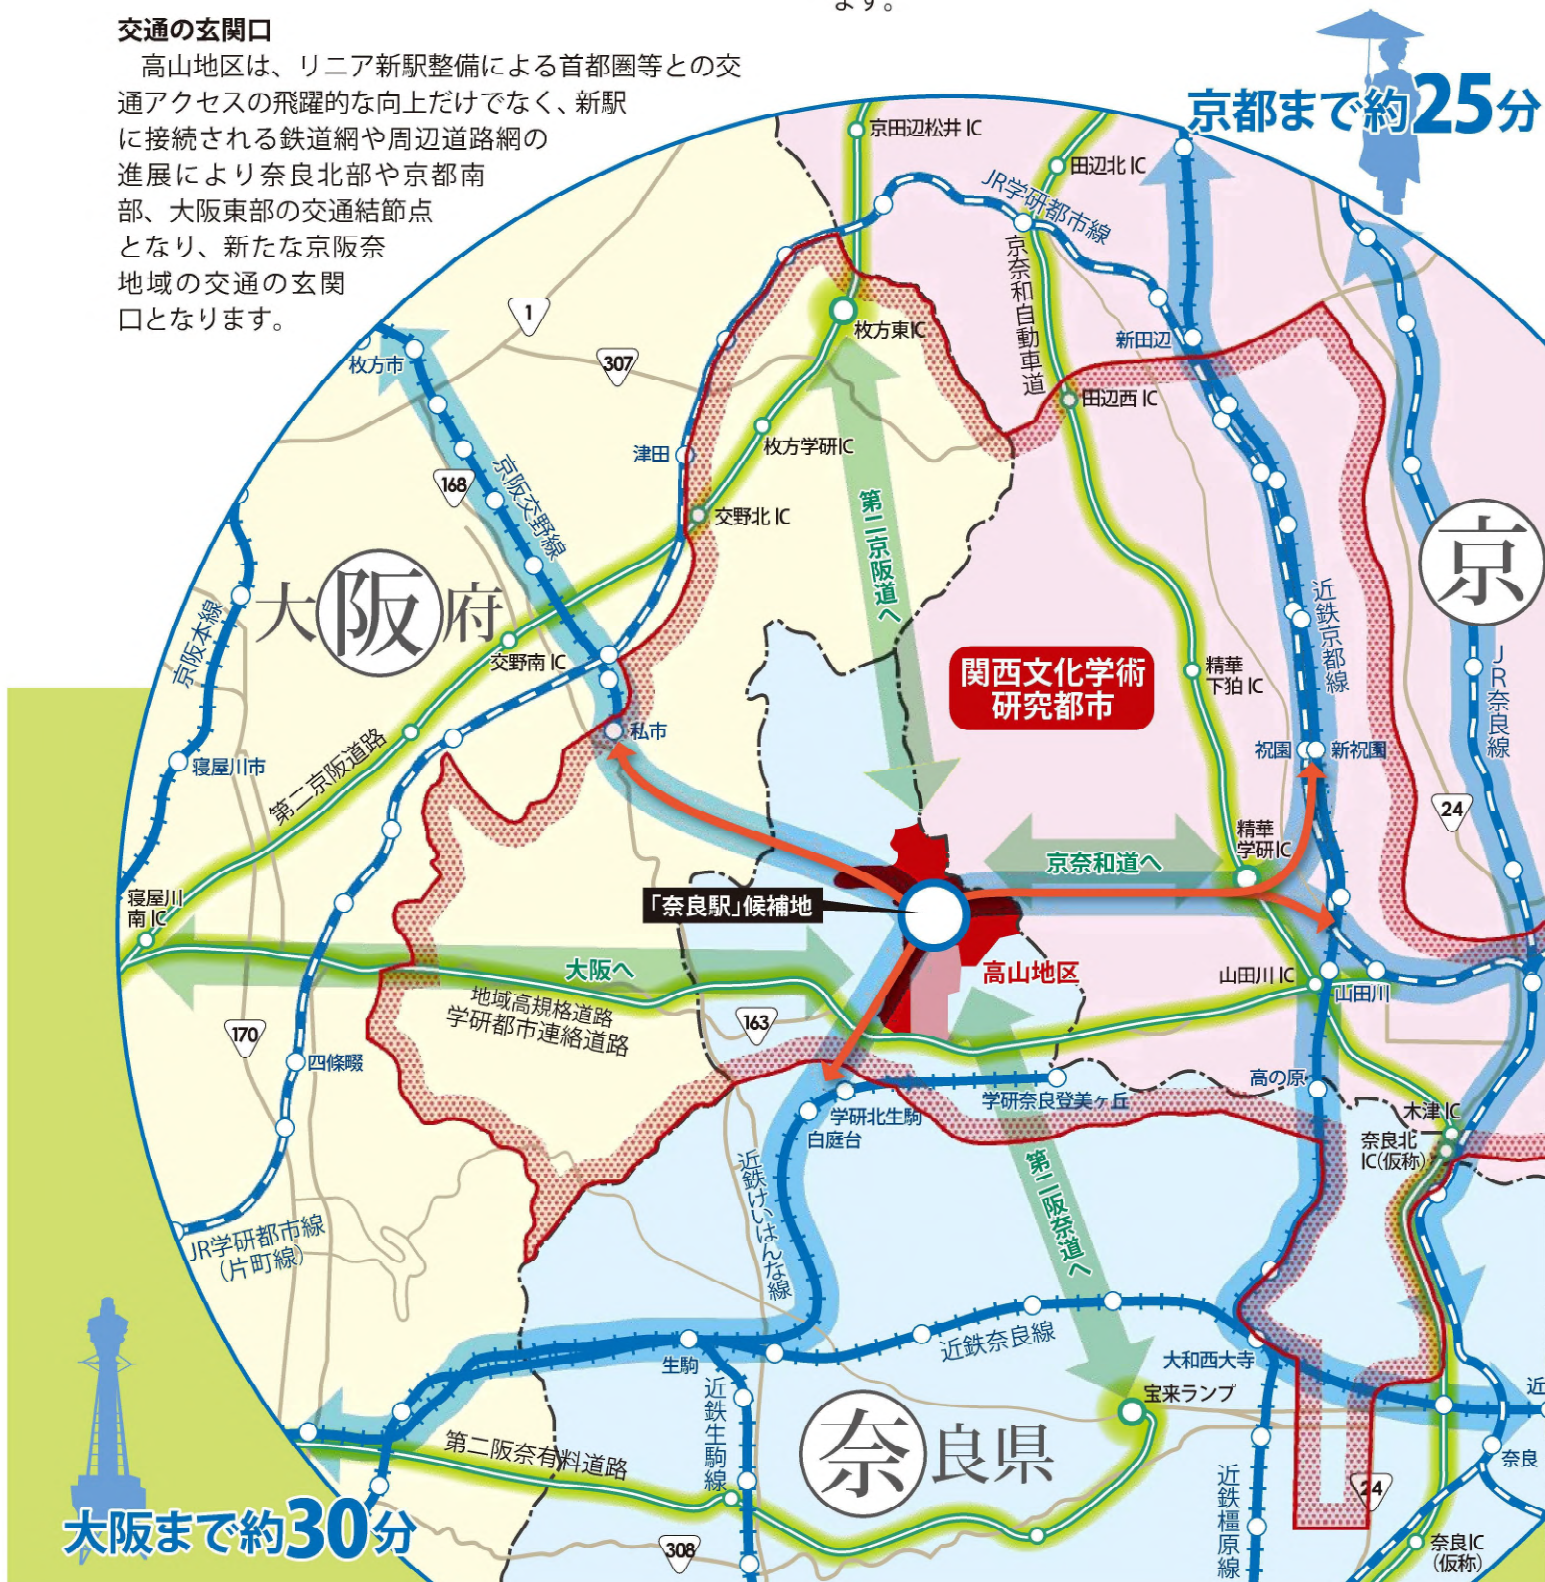 ます。
交通の玄関口
高山地区は、リニア新駅整備による首都圏等との交
通アクセスの飛躍的な向上だけでなく、新駅
に接続される鉄道網や周辺道路網の
進展により奈良北部や京都南
部、大阪東部の交通結節点
となり、新たな京阪奈
地域の交通の玄関
口となります。
京都まで約25分
京田辺松井IC
田辺北IC
JR学研都市線
京奈和自動車道
1
307
枚方市
枚方東IC
新田辺
田辺西IC
津田
枚方学研IC
168
京阪交野線
交野北IC
第二京阪道へ
京
大阪府
京阪本線
交野南IC
近鉄京都線
JR奈良線
関西文化学術
研究都市
精華
下狛IC
私市
祝園
新祝園
寝屋川市
第二京阪道路
24
精華
学研IC
京奈和道へ
寝屋川
南IC
「奈良駅」候補地
大阪へ
高山地区
山田川IC
山田川
地域高規格道路
学研都市連絡道路
163
170
四條畷
高の原
学研奈良登美ヶ丘
学研北生駒
白庭台
木津IC
奈良北
IC(仮称)
近鉄けいはんな線
第二阪奈道へ
JR学研都市線
(片町線)
近鉄奈良線
生駒
大和西大寺
宝来ランプ
近
近鉄生駒線
奈良県
第二阪奈有料道路
奈良
24
近鉄橿原線
大阪まで約30分
308
奈良IC
(仮称)